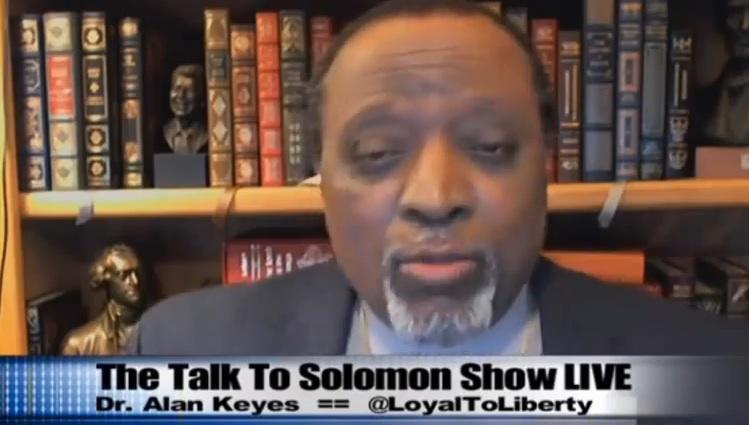 The Talk To Solomon Show LIVE
Dr. Alan Keyes == @LoyalToLiberty